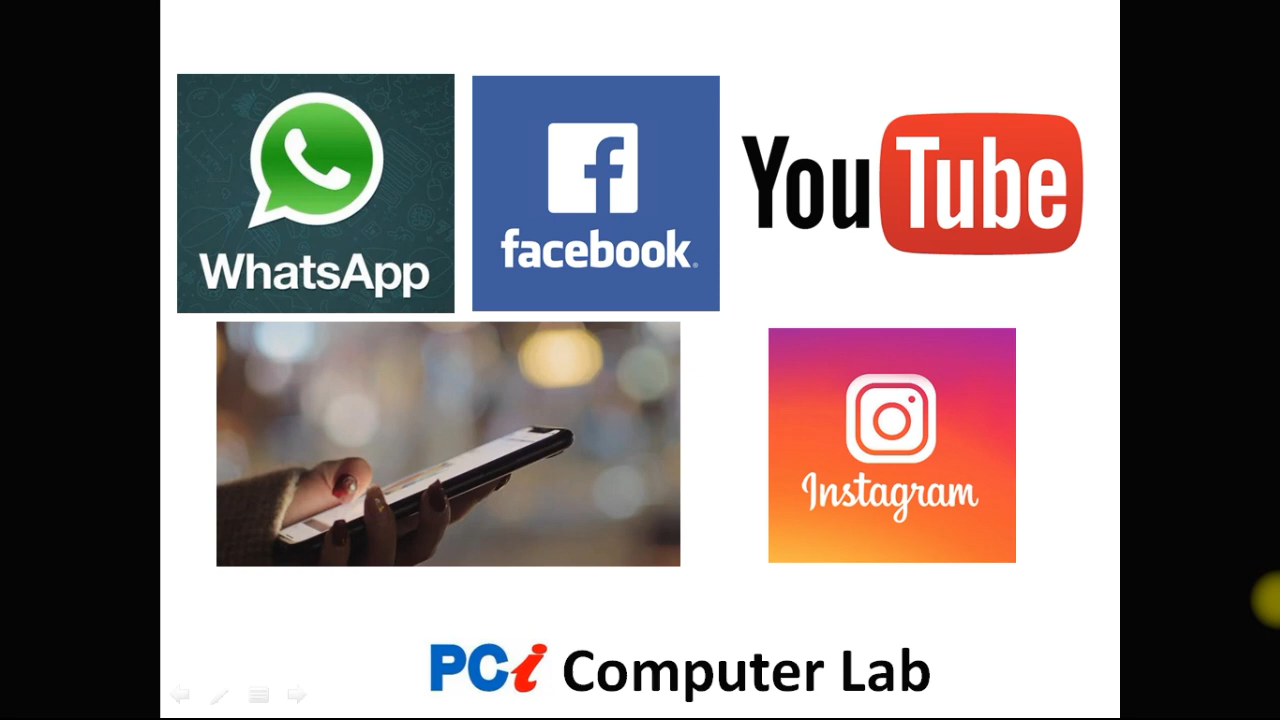 WhatsApp
facebook.
YouTube
Instagram
PCi Computer Lab